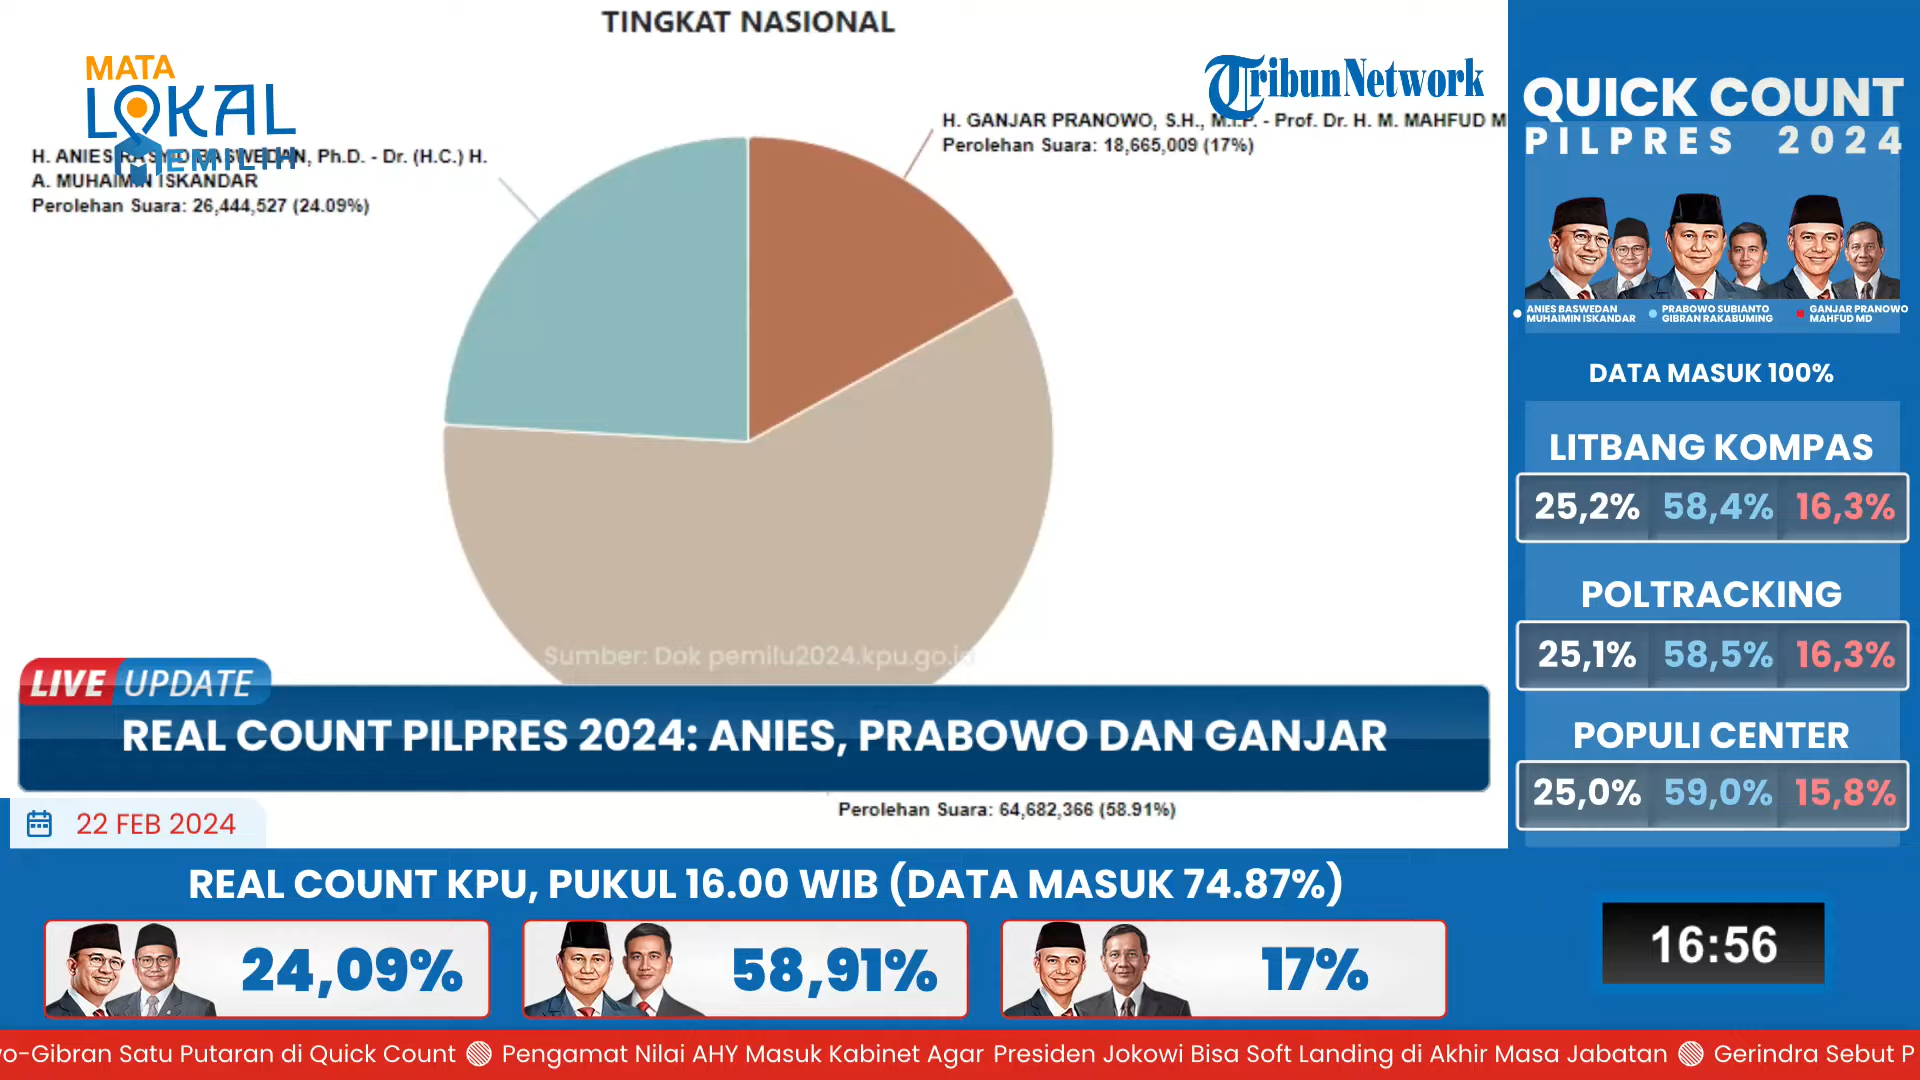 TINGKAT NASIONAL
MATA
LOKAL
MEMILIH
TribunNetwork
H. GANJAR PRANOWO, S.H., M.I.P. - Prof. Dr. H. M. MAHFUD M
Perolehan Suara: 18,665,009 (17%)
H. ANIES RASYID BASWEDAN, Ph.D. - Dr. (H.C.) H.
A. MUHAIMIN ISKANDAR
Perolehan Suara: 26,444,527 (24.09%)
Sumber: Dok pemilu2024.kpu.go.id
LIVE UPDATE
REAL COUNT PILPRES 2024: ANIES, PRABOWO DAN GANJAR
Perolehan Suara: 64,682,366 (58.91%)
22 FEB 2024
QUICK COUNT
PILPRES 2024
ANIES BASWEDAN
MUHAIMIN ISKANDAR
PRABOWO SUBIANTO
GIBRAN RAKABUMING
GANJAR PRANOWO
MAHFUD MD
DATA MASUK 100%
LITBANG KOMPAS
25,2% 58,4% 16,3%
POLTRACKING
25,1% 58,5% 16,3%
POPULI CENTER
25,0% 59,0% 15,8%
REAL COUNT KPU, PUKUL 16.00 WIB (DATA MASUK 74.87%)
24,09% 58,91% 17%
16:56
vo-Gibran Satu Putaran di Quick Count Pengamat Nilai AHY Masuk Kabinet Agar Presiden Jokowi Bisa Soft Landing di Akhir Masa Jabatan Gerindra Sebut P